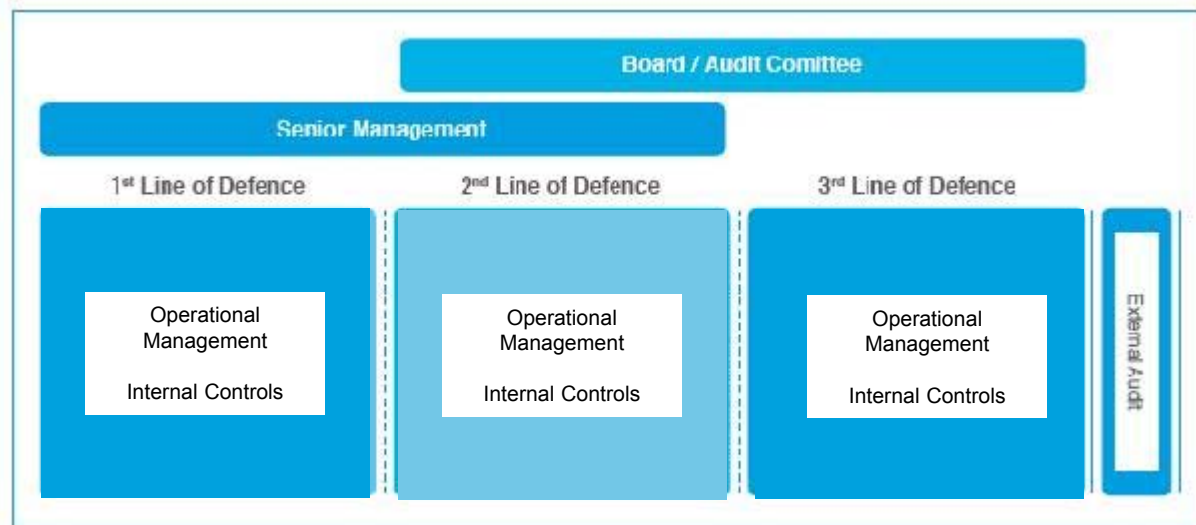 Board / Audit Comittee
Senior Management
1st Line of Defence
2nd Line of Defence
3rd Line of Defence
Operational
Management
Internal Controls
Operational
Management
Internal Controls
Operational
Management
Internal Controls
External Audit